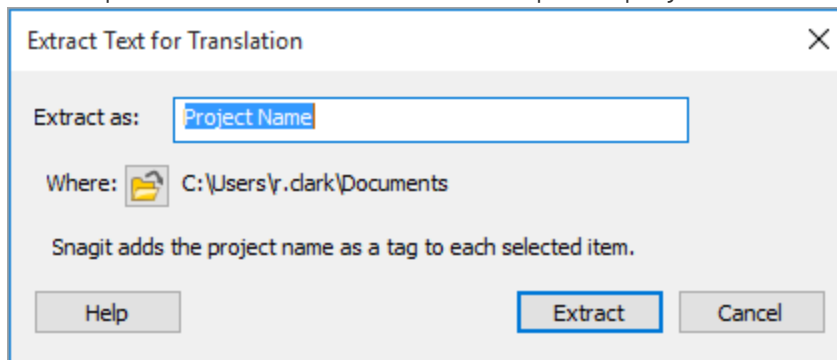 Extract Text for Translation
Extract as: Project Name
Where: C:\Users\r.clark\Documents
Snagit adds the project name as a tag to each selected item.
Help Extract Cancel